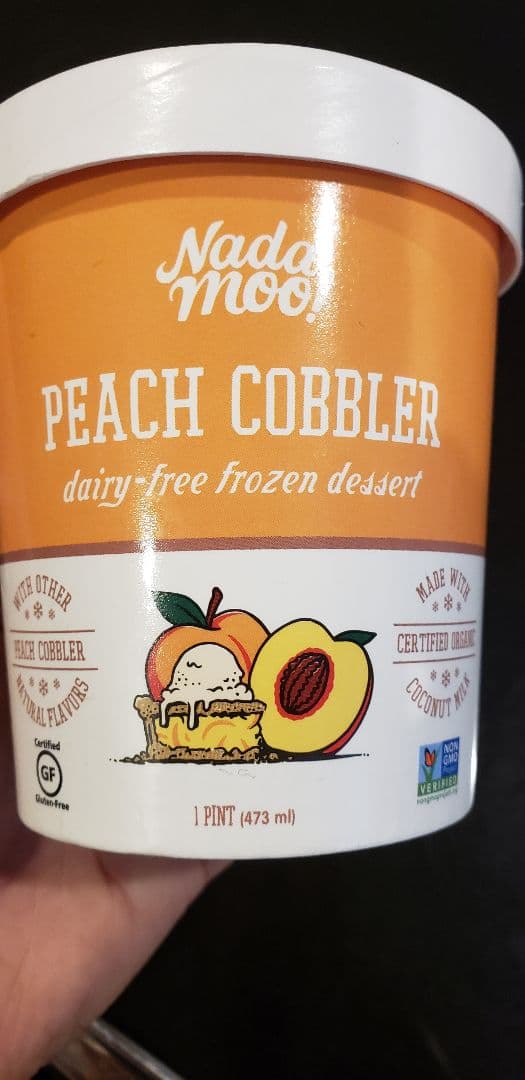 Nada
moo!
PEACH COBBLER
dairy-free frozen dessert
WITH OTHER
PEACH COBBLER
NATURAL FLAVORS
MADE WITH
CERTIFIED ORGANIC
COCONUT MILK
Certified
GF
Gluten-Free
NON
GMO
Project
VERIFIED
nongmoproject.org
1 PINT (473 ml)